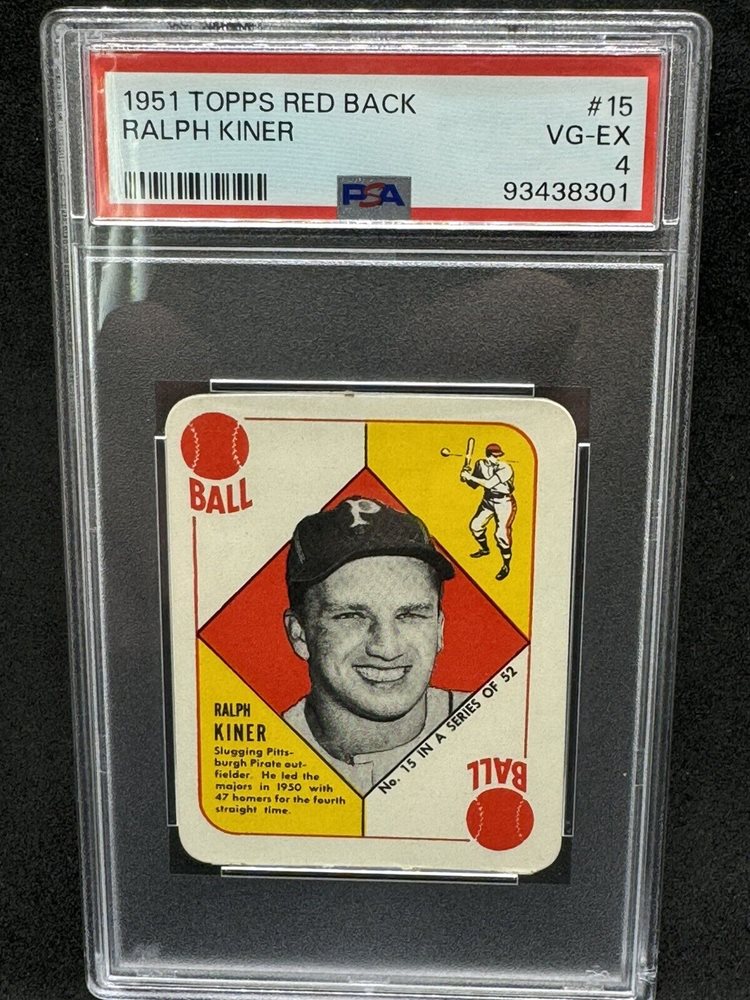 1951 TOPPS RED BACK #15
RALPH KINER VG-EX
4
PSA 93438301
BALL
P
RALPH
KINER
Slugging Pitts-
burgh Pirate out-
fielder. He led the
majors in 1950 with
47 homers for the fourth
straight time.
No. 15 IN A SERIES OF 52
BALL